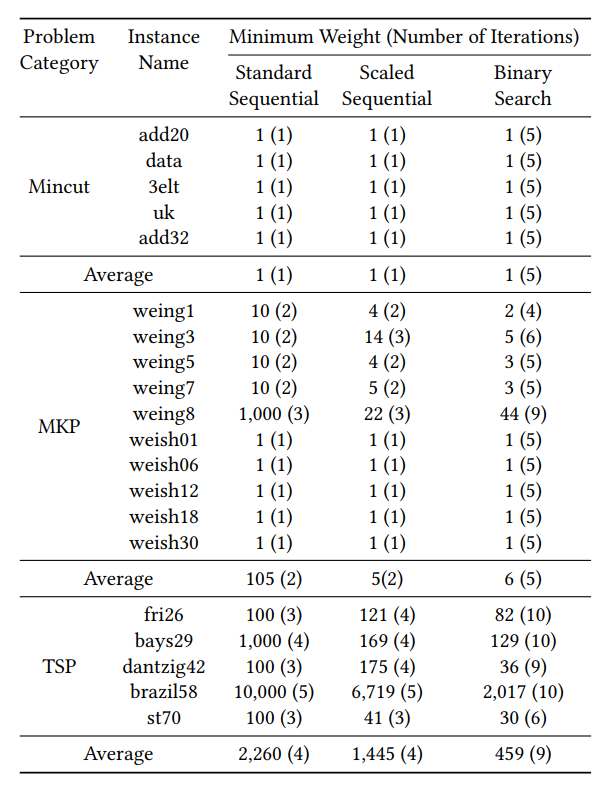 Problem Category Instance Name Minimum Weight (Number of Iterations)
Standard Sequential Scaled Sequential Binary Search
Mincut
add20 1 (1) 1 (1) 1 (5)
data 1 (1) 1 (1) 1 (5)
3elt 1 (1) 1 (1) 1 (5)
uk 1 (1) 1 (1) 1 (5)
add32 1 (1) 1 (1) 1 (5)
Average 1 (1) 1 (1) 1 (5)
MKP
weing1 10 (2) 4 (2) 2 (4)
weing3 10 (2) 14 (3) 5 (6)
weing5 10 (2) 4 (2) 3 (5)
weing7 10 (2) 5 (2) 3 (5)
weing8 1,000 (3) 22 (3) 44 (9)
weish01 1 (1) 1 (1) 1 (5)
weish06 1 (1) 1 (1) 1 (5)
weish12 1 (1) 1 (1) 1 (5)
weish18 1 (1) 1 (1) 1 (5)
weish30 1 (1) 1 (1) 1 (5)
Average 105 (2) 5(2) 6 (5)
TSP
fri26 100 (3) 121 (4) 82 (10)
bays29 1,000 (4) 169 (4) 129 (10)
dantzig42 100 (3) 175 (4) 36 (9)
brazil58 10,000 (5) 6,719 (5) 2,017 (10)
st70 100 (3) 41 (3) 30 (6)
Average 2,260 (4) 1,445 (4) 459 (9)